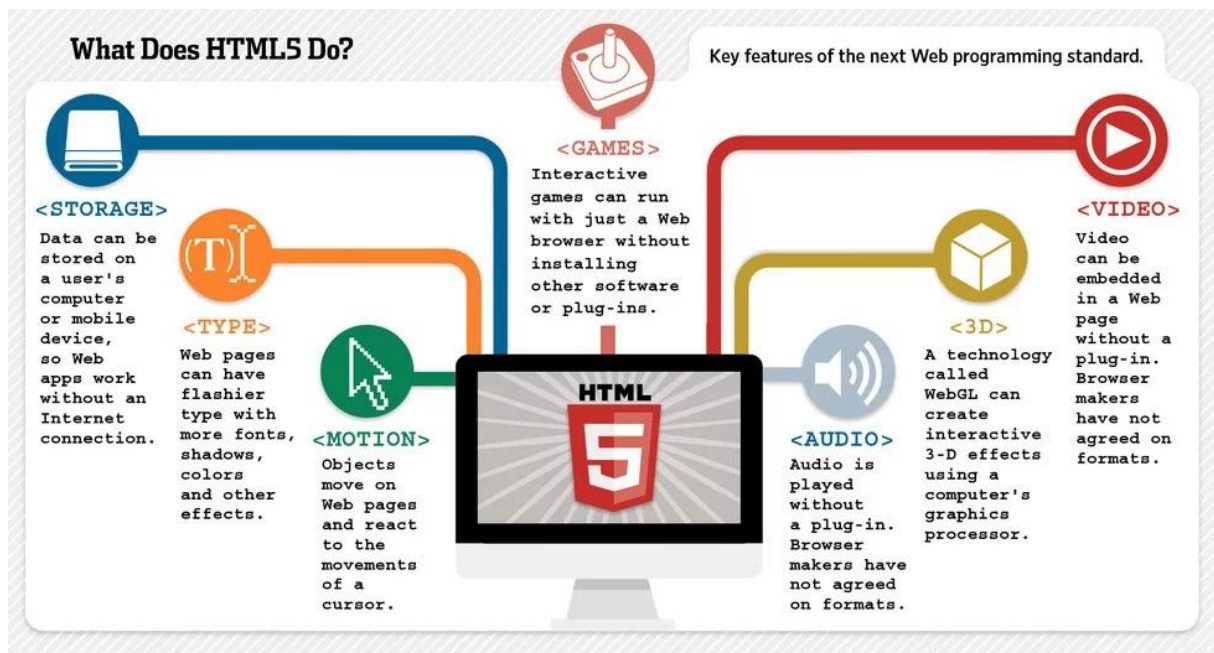 What Does HTML5 Do?
Key features of the next Web programming standard.
<STORAGE>
Data can be
stored on
a user's
computer
or mobile
device,
so Web
apps work
without an
Internet
connection.
(T)
<TYPE>
Web pages
can have
flashier
type with
more fonts,
shadows,
colors
and other
effects.
<MOTION>
Objects
move on
Web pages
and react
to the
movements
of a
cursor.
<GAMES>
Interactive
games can run
with just a Web
browser without
installing
other software
or plug-ins.
HTML
5
<AUDIO>
Audio is
played
without
a plug-in.
Browser
makers have
not agreed
on formats.
<3D>
A technology
called
WebGL can
create
interactive
3-D effects
using a
computer's
graphics
processor.
<VIDEO>
Video
can be
embedded
in a Web
page
without a
plug-in.
Browser
makers
have not
agreed on
formats.